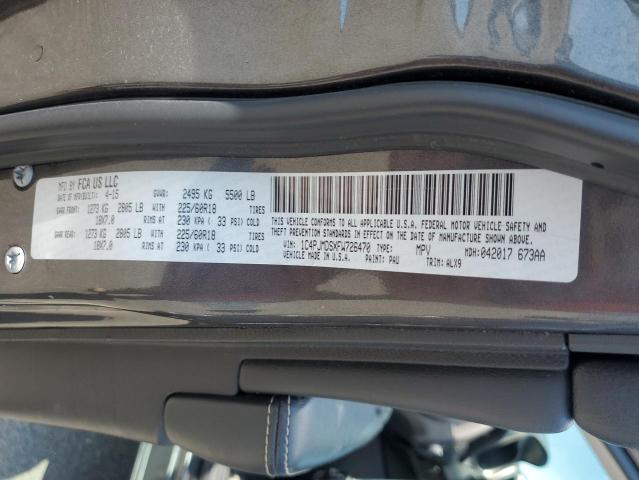 MFD BY FCA US LLC
DATE OF MFR(BUILT): 4-15 GVWR: 2495 KG 5500 LB
GAWR FRONT: 1273 KG 2805 LB WITH 225/60R18 TIRES
18X7.0 RIMS AT 230 KPA ( 33 PSI) COLD
GAWR REAR: 1273 KG 2805 LB WITH 225/60R18 TIRES
18X7.0 RIMS AT 230 KPA ( 33 PSI) COLD
THIS VEHICLE CONFORMS TO ALL APPLICABLE U.S.A. FEDERAL MOTOR VEHICLE SAFETY, BUMPER AND
THEFT PREVENTION STANDARDS IN EFFECT ON THE DATE OF MANUFACTURE SHOWN ABOVE.
VIN: 1C4PJMDSXFW726470 TYPE: MPV MDH:042017 673AA
VEHICLE MADE IN U.S.A. PAINT: PAU TRIM: ALX9